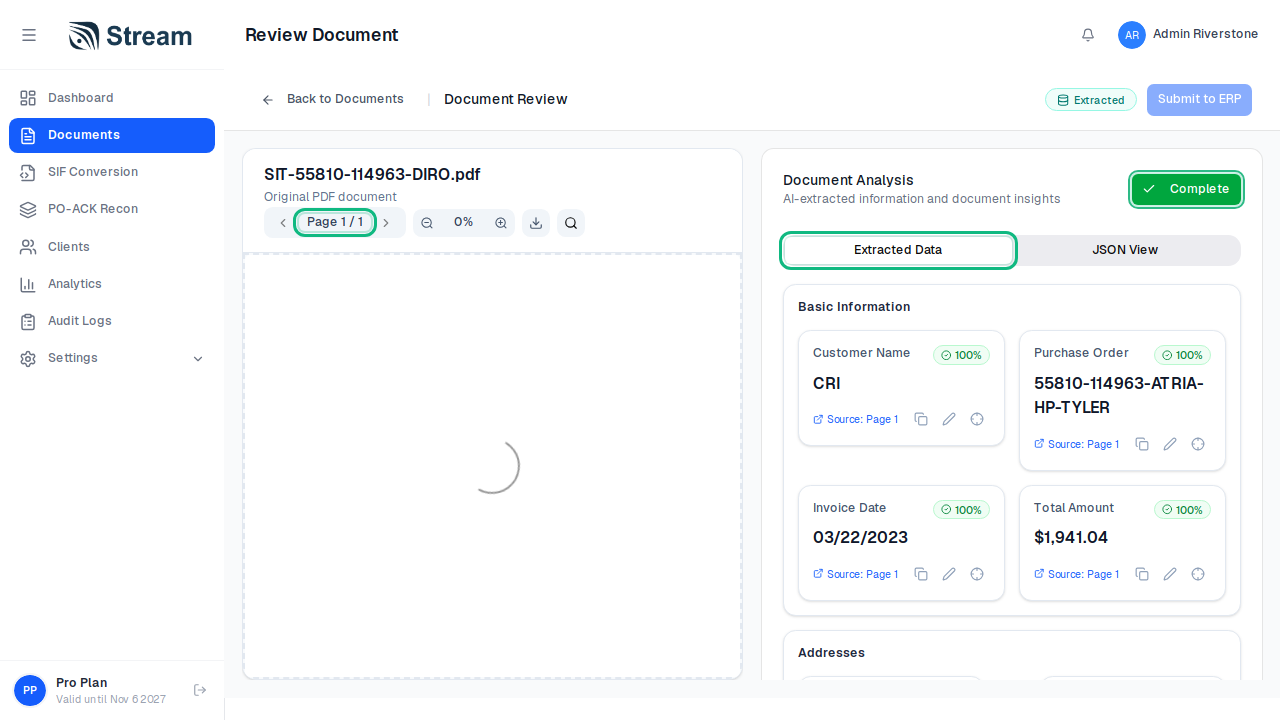 Stream
Review Document
AR
Admin Riverstone
Dashboard
Documents
SIF Conversion
PO-ACK Recon
Clients
Analytics
Audit Logs
Settings
PP
Pro Plan
Valid until Nov 6 2027
Back to Documents
Document Review
Extracted
Submit to ERP
SIT-55810-114963-DIRO.pdf
Original PDF document
Page 1 / 1
0%
Document Analysis
AI-extracted information and document insights
Complete
Extracted Data
JSON View
Basic Information
Customer Name
100%
CRI
Source: Page 1
Purchase Order
100%
55810-114963-ATRIA-
HP-TYLER
Source: Page 1
Invoice Date
100%
03/22/2023
Source: Page 1
Total Amount
100%
$1,941.04
Source: Page 1
Addresses